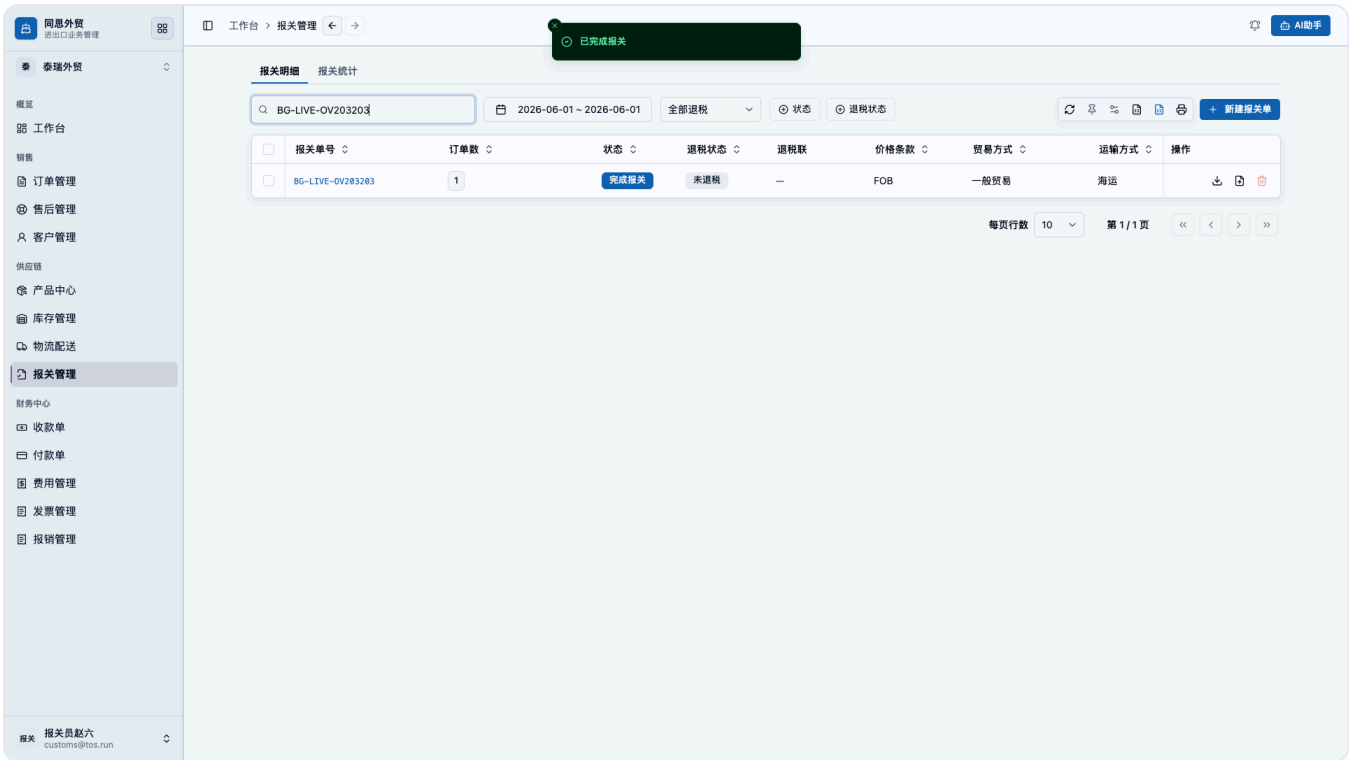 同思外贸
进出口业务管理
泰 泰瑞外贸
概览
工作台
销售
订单管理
售后管理
客户管理
供应链
产品中心
库存管理
物流配送
报关管理
财务中心
收款单
付款单
费用管理
发票管理
报销管理
报关 报关员赵六
customs@tos.run
工作台 > 报关管理
已完成报关
AI助手
报关明细 报关统计
BG-LIVE-OV203203 2026-06-01 ~ 2026-06-01 全部退税 状态 退税状态 新建报关单
报关单号 订单数 状态 退税状态 退税联 价格条款 贸易方式 运输方式 操作
BG-LIVE-OV203203 1 完成报关 未退税 — FOB 一般贸易 海运
每页行数 10 第 1 / 1 页